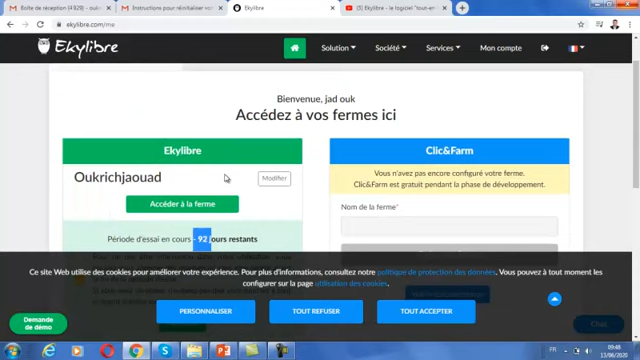 Boîte de réception (4 829) - ouk
Instructions pour réinitialiser vo
Ekylibre
Ekylibre - le logiciel "tout-en
ekylibre.com/me
Ekylibre
Solution
Société
Services
Mon compte
Bienvenue, jad ouk
Accédez à vos fermes ici
Ekylibre
Oukrichjaouad
Modifier
Accéder à la ferme
Période d'essai en cours : 92 jours restants
Clic&Farm
Vous n'avez pas encore configuré votre ferme.
Clic&Farm est gratuit pendant la phase de développement.
Nom de la ferme*
Ce site Web utilise des cookies pour améliorer votre expérience. Pour plus d'informations, consultez notre politique de protection des données. Vous pouvez à tout moment les
configurer sur la page utilisation des cookies.
PERSONNALISER
TOUT REFUSER
TOUT ACCEPTER
Demande
de démo
Chat
FR
09:48
13/06/2020